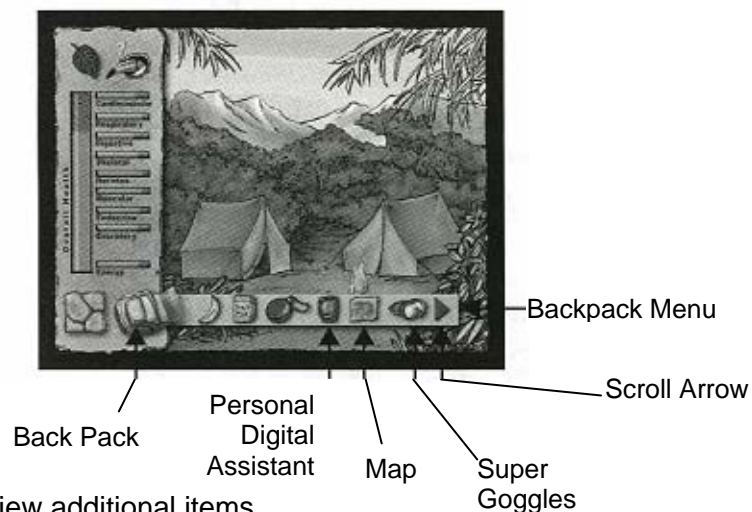 Overall Health
Cardiovascular
Respiratory
Digestive
Skeletal
Nervous
Muscular
Endocrine
Excretory
Energy
Backpack Menu
Scroll Arrow
Back Pack
Personal
Digital
Assistant
Map
Super
Goggles
iew additional items